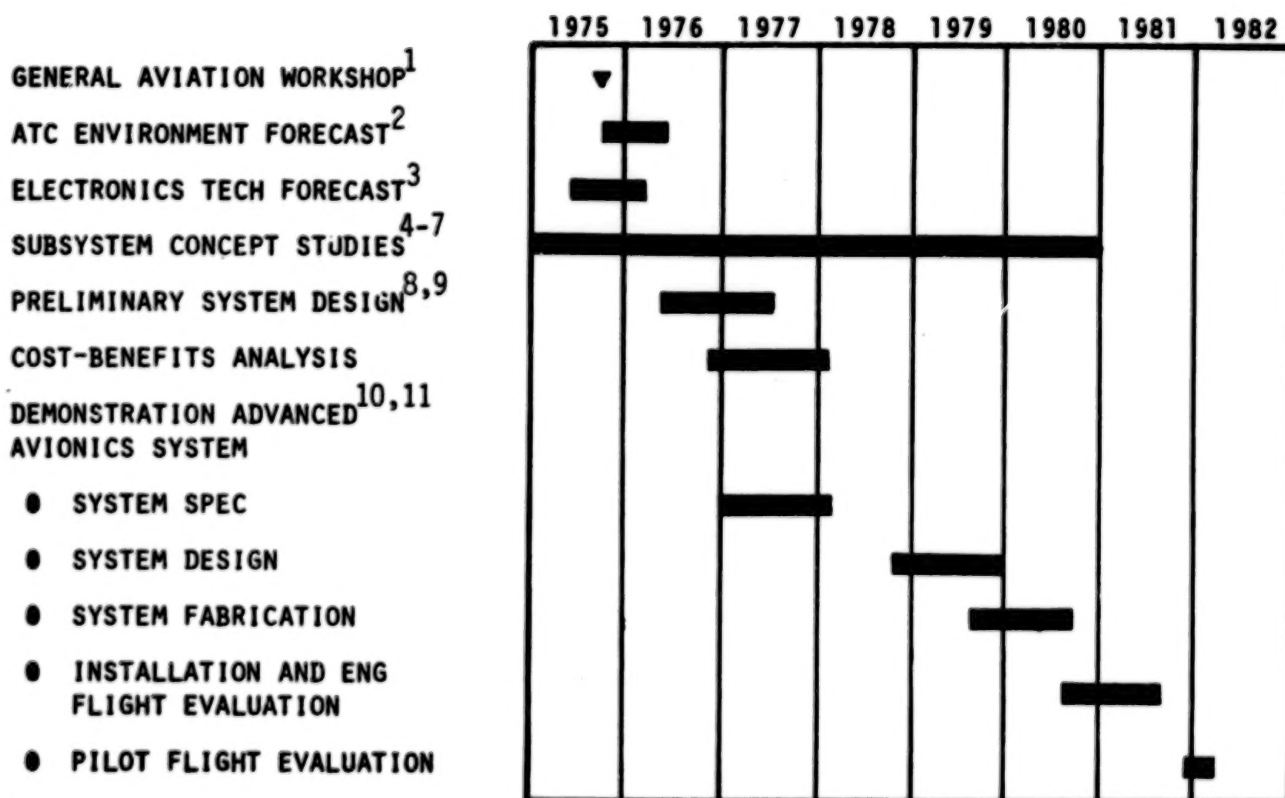 1975 1976 1977 1978 1979 1980 1981 1982
GENERAL AVIATION WORKSHOP1
ATC ENVIRONMENT FORECAST2
ELECTRONICS TECH FORECAST3
SUBSYSTEM CONCEPT STUDIES4-7
PRELIMINARY SYSTEM DESIGN8,9
COST-BENEFITS ANALYSIS
DEMONSTRATION ADVANCED10,11
AVIONICS SYSTEM
● SYSTEM SPEC
● SYSTEM DESIGN
● SYSTEM FABRICATION
● INSTALLATION AND ENG
FLIGHT EVALUATION
● PILOT FLIGHT EVALUATION